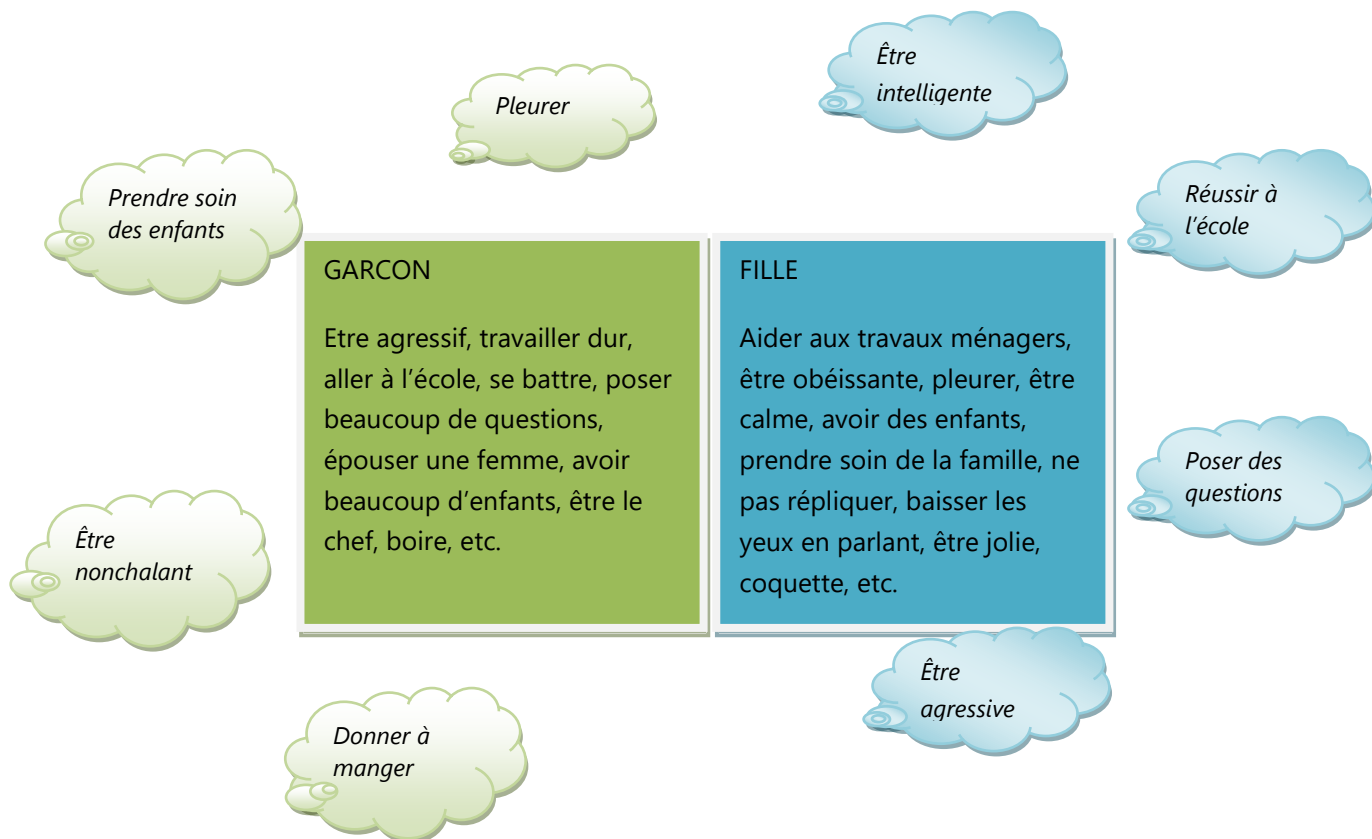 Être
intelligente
Pleurer
Prendre soin
des enfants
Réussir à
l’école
GARCON
Etre agressif, travailler dur,
aller à l’école, se battre, poser
beaucoup de questions,
épouser une femme, avoir
beaucoup d’enfants, être le
chef, boire, etc.
FILLE
Aider aux travaux ménagers,
être obéissante, pleurer, être
calme, avoir des enfants,
prendre soin de la famille, ne
pas répliquer, baisser les
yeux en parlant, être jolie,
coquette, etc.
Poser des
questions
Être
nonchalant
Être
agressive
Donner à
manger